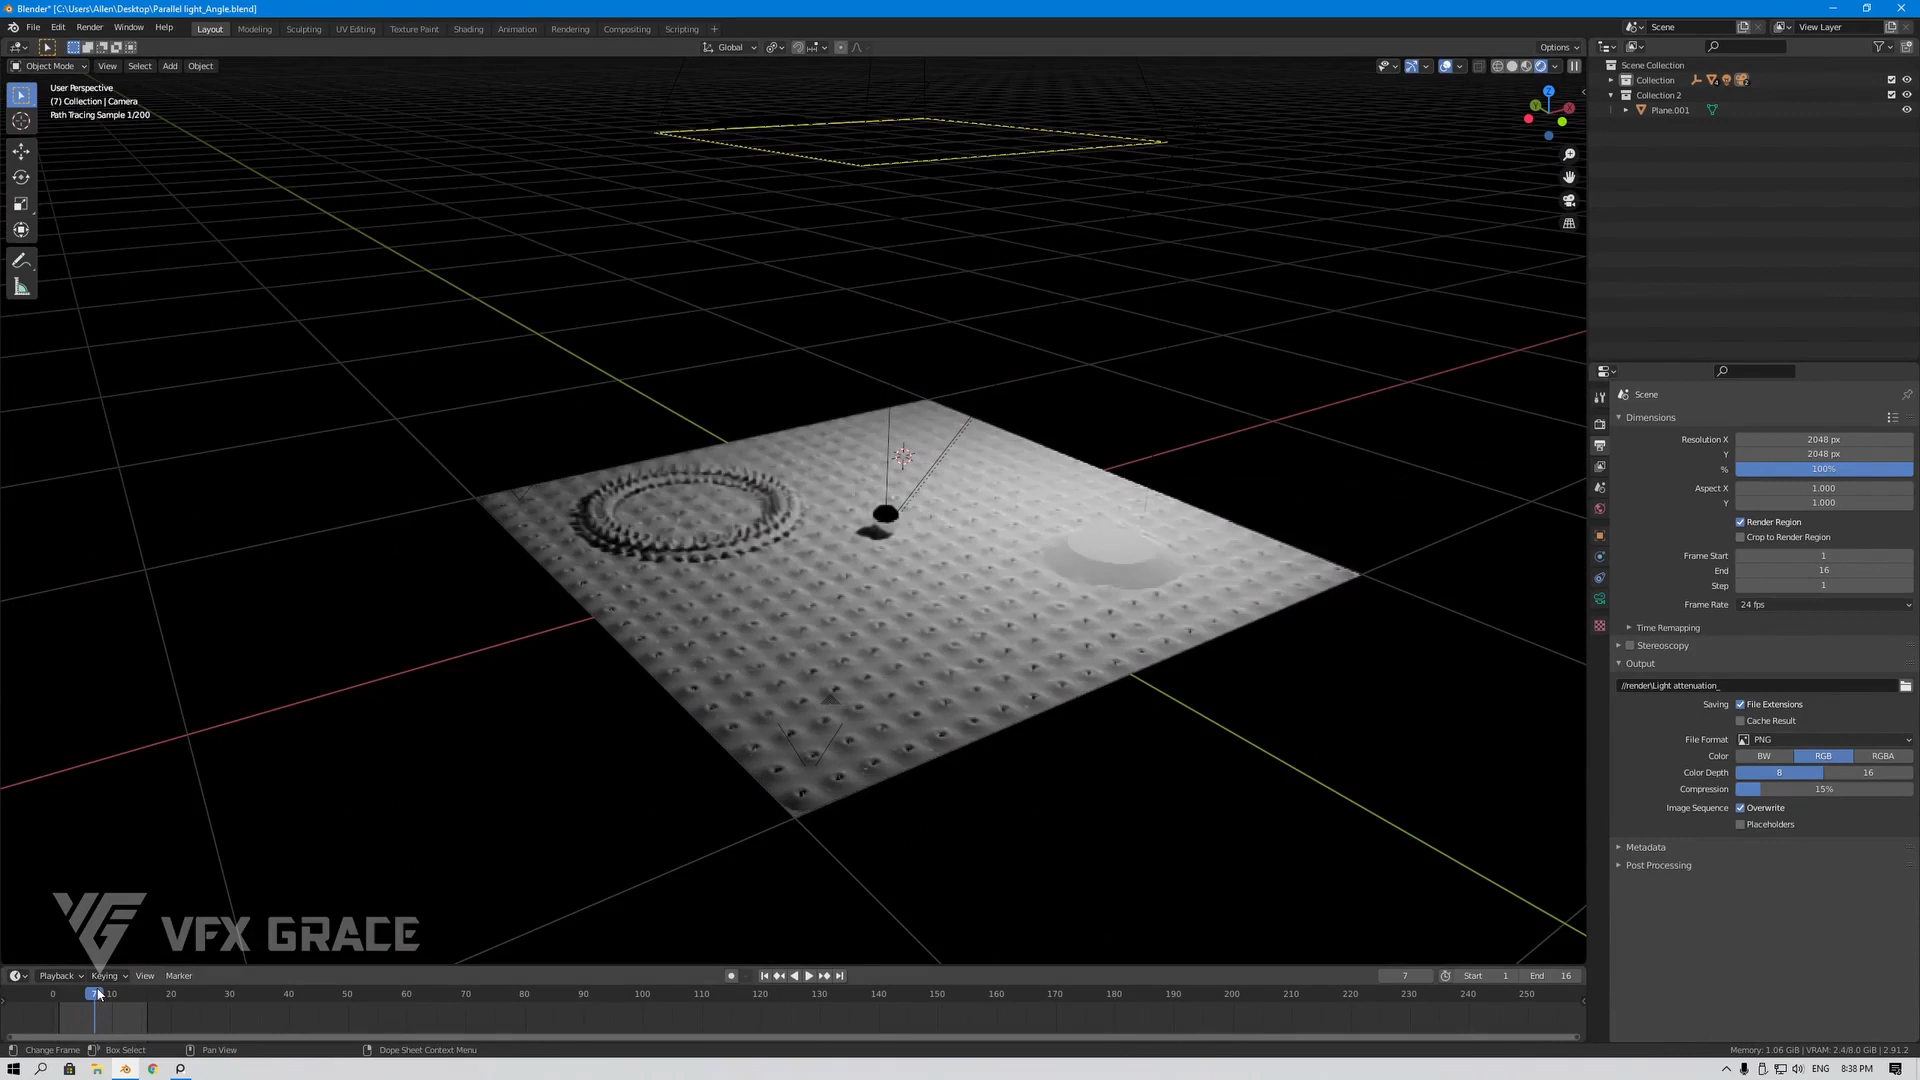 Blender* [C:\Users\Allen\Desktop\Parallel light_Angle.blend]
File Edit Render Window Help
Layout Modeling Sculpting UV Editing Texture Paint Shading Animation Rendering Compositing Scripting +
Scene
View Layer
Global
Options
Object Mode View Select Add Object
User Perspective
(7) Collection | Camera
Path Tracing Sample 1/200
Z
Y
X
Scene Collection
Collection
Collection 2
Plane.001
Scene
Dimensions
Resolution X 2048 px
Y 2048 px
% 100%
Aspect X 1.000
Y 1.000
Render Region
Crop to Render Region
Frame Start 1
End 16
Step 1
Frame Rate 24 fps
Time Remapping
Stereoscopy
Output
//render\Light attenuation_
Saving File Extensions
Cache Result
File Format PNG
Color BW RGB RGBA
Color Depth 8 16
Compression 15%
Image Sequence Overwrite
Placeholders
Metadata
Post Processing
VFX GRACE
Playback Keying View Marker
7 Start 1 End 16
0 7 10 20 30 40 50 60 70 80 90 100 110 120 130 140 150 160 170 180 190 200 210 220 230 240 250
Change Frame Box Select Pan View Dope Sheet Context Menu
Memory: 1.06 GiB | VRAM: 2.4/8.0 GiB | 2.91.2
ENG 8:38 PM